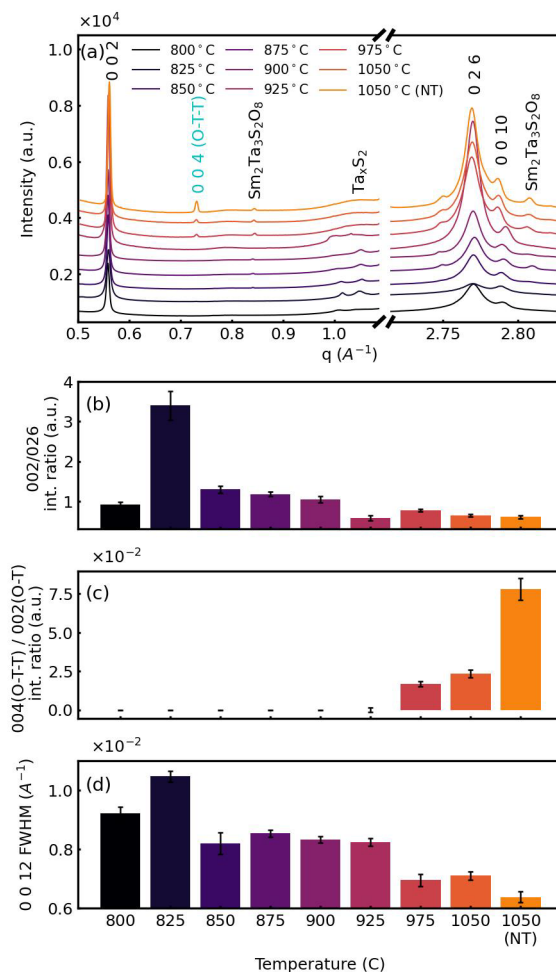 ×10⁴
(a)
10.5
0.8
0.6
0.4
0.2
Intensity (a.u.)
0 0 2
800°C
825°C
850°C
875°C
900°C
925°C
975°C
1050°C
1050°C (NT)
0 0 4 (O-T-T)
Sm₂Ta₃S₂O₈
TaₓS₂
0 2 6
0 0 10
Sm₂Ta₃S₂O₈
0.5 0.6 0.7 0.8 0.9 1.0 2.75 2.80
q (A⁻¹)
(b)
4
3
2
1
002/026
int. ratio (a.u.)
×10⁻²
(c)
7.5
5.0
2.5
0.0
004(O-T-T) / 002(O-T)
int. ratio (a.u.)
×10⁻²
(d)
1.0
0.8
0.6
0 0 12 FWHM (A⁻¹)
800 825 850 875 900 925 975 1050 1050
(NT)
Temperature (C)